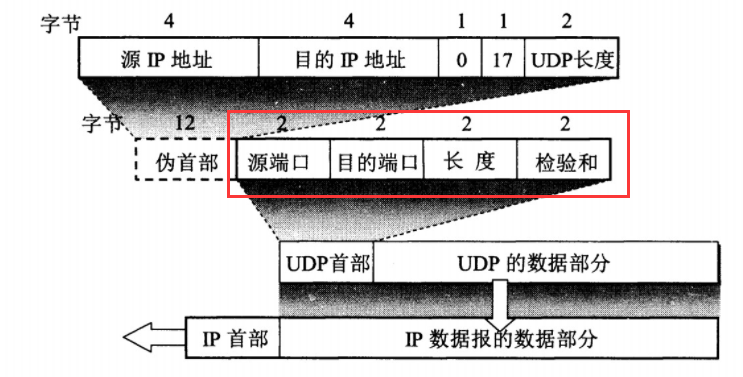 字节 4 4 1 1 2
源 IP 地址 目的 IP 地址 0 17 UDP长度
字节 12 2 2 2 2
伪首部 源端口 目的端口 长 度 检验和
UDP首部 UDP 的数据部分
IP 首部 IP 数据报的数据部分